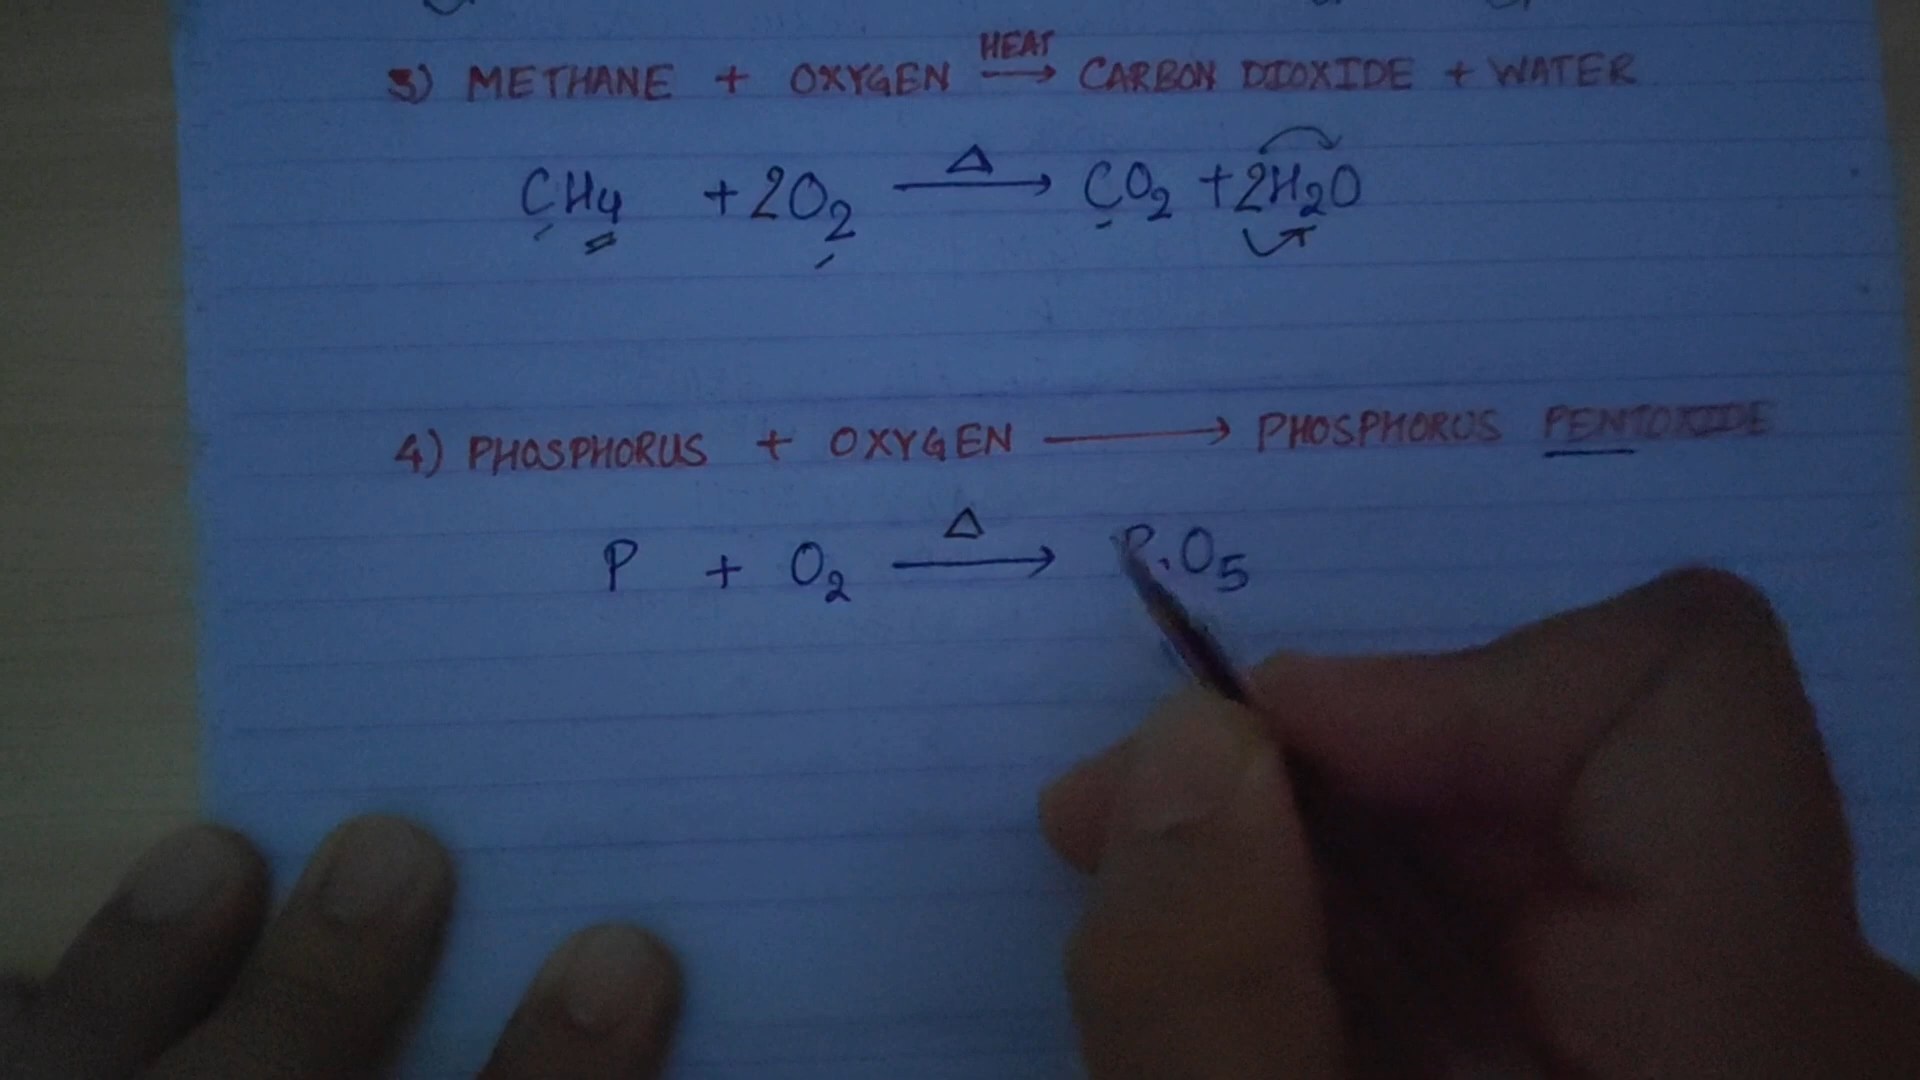 3) METHANE + OXYGEN HEAT → CARBON DIOXIDE + WATER
CH4 + 2O2 Δ → CO2 + 2H2O
4) PHOSPHORUS + OXYGEN → PHOSPHORUS PENTOXIDE
P + O2 Δ → P.O5